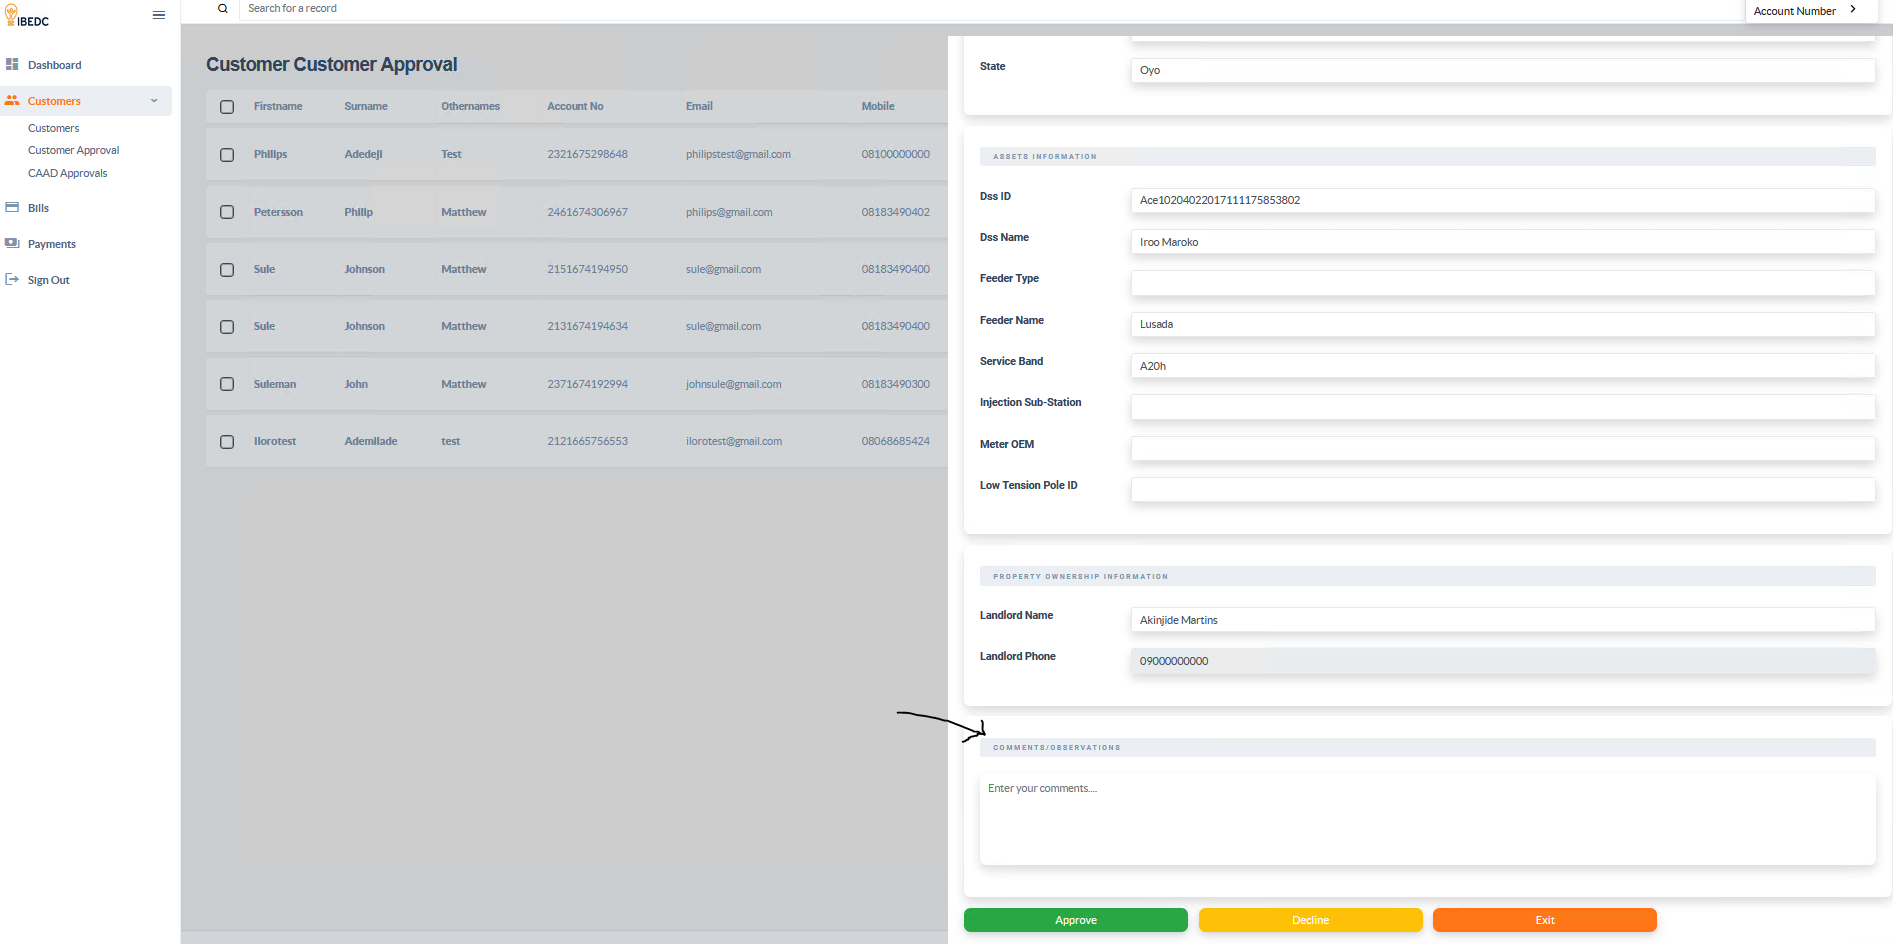 IBEDC
Search for a record
Account Number
Dashboard
Customers
Customers
Customer Approval
CAAD Approvals
Bills
Payments
Sign Out
Customer Customer Approval
Firstname Surname Othernames Account No Email Mobile
Philips Adedeji Test 2321675298648 philipstest@gmail.com 08100000000
Petersson Philip Matthew 2461674306967 philips@gmail.com 08183490402
Sule Johnson Matthew 2151674194950 sule@gmail.com 08183490400
Sule Johnson Matthew 2131674194634 sule@gmail.com 08183490400
Suleman John Matthew 2371674192994 johnsule@gmail.com 08183490300
Ilorotest Ademilade test 2121665756553 ilorotest@gmail.com 08068685424
State Oyo
ASSETS INFORMATION
Dss ID Ace10204022017111175853802
Dss Name Iroo Maroko
Feeder Type
Feeder Name Lusada
Service Band A20h
Injection Sub-Station
Meter OEM
Low Tension Pole ID
PROPERTY OWNERSHIP INFORMATION
Landlord Name Akinjide Martins
Landlord Phone 09000000000
COMMENTS/OBSERVATIONS
Enter your comments....
Approve Decline Exit